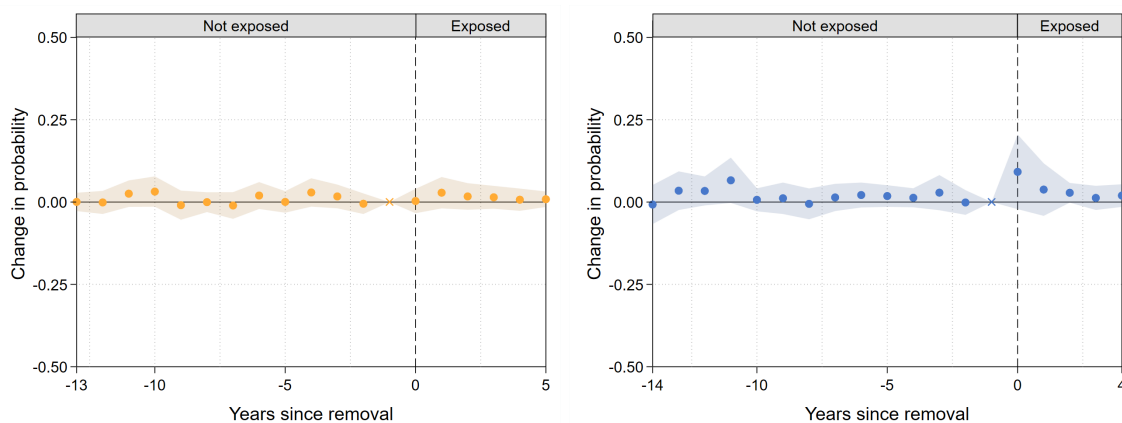 Not exposed Exposed
0.50
0.25
0.00
-0.25
-0.50
Change in probability
-13 -10 -5 0 5
Years since removal
Not exposed Exposed
0.50
0.25
0.00
-0.25
-0.50
Change in probability
-14 -10 -5 0 4
Years since removal